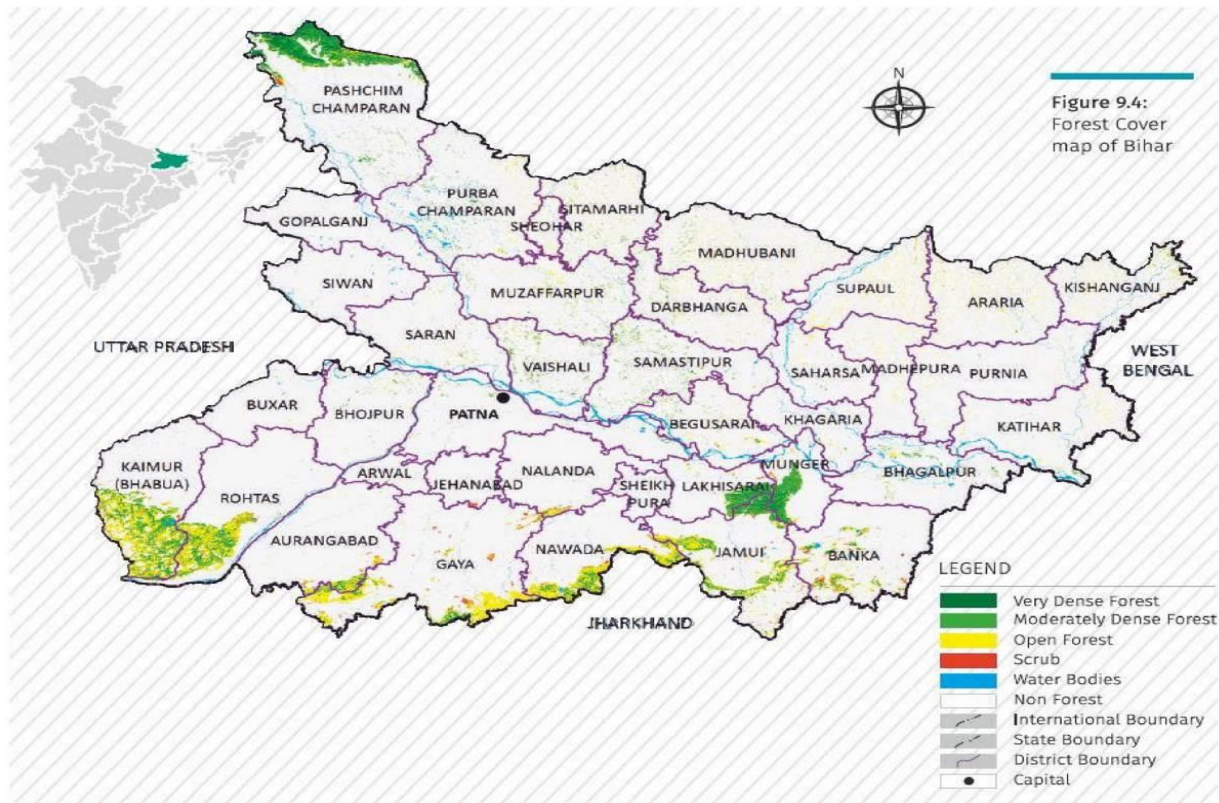 N
Figure 9.4:
Forest Cover
map of Bihar
PASHCHIM
CHAMPARAN
PURBA
CHAMPARAN
SHEOHAR
SITAMARHI
GOPALGANJ
MADHUBANI
SIWAN
MUZAFFARPUR
DARBHANGA
SUPAUL
ARARIA
KISHANGANJ
SARAN
UTTAR PRADESH
VAISHALI
SAMASTIPUR
SAHARSA
MADHEPURA
PURNIA
WEST
BENGAL
BUXAR
BHOJPUR
PATNA
BEGUSARAI
KHAGARIA
KATIHAR
KAIMUR
(BHABUA)
ROHTAS
ARWAL
JEHANABAD
NALANDA
SHEIKH
PURA
LAKHISARAI
MUNGER
BHAGALPUR
AURANGABAD
GAYA
NAWADA
JAMUI
BANKA
JHARKHAND
LEGEND
Very Dense Forest
Moderately Dense Forest
Open Forest
Scrub
Water Bodies
Non Forest
International Boundary
State Boundary
District Boundary
Capital